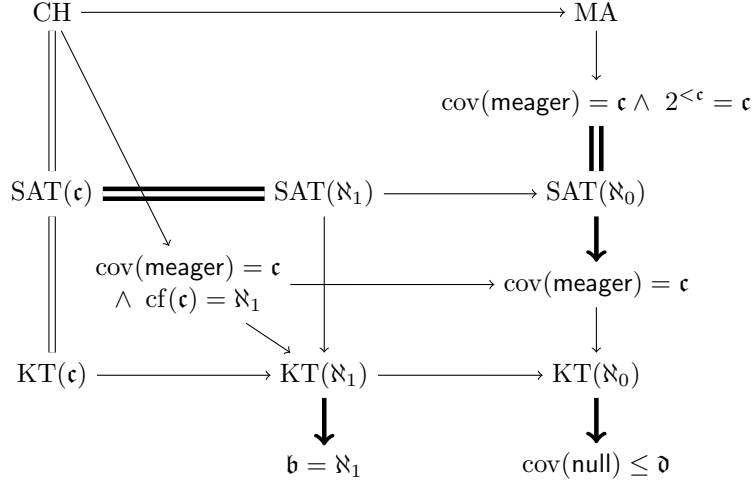 CH MA
cov(meager) = 𝔠 ∧ 2^{<𝔠} = 𝔠
SAT(𝔠) SAT(ℵ₁) SAT(ℵ₀)
cov(meager) = 𝔠
∧ cf(𝔠) = ℵ₁
cov(meager) = 𝔠
KT(𝔠) KT(ℵ₁) KT(ℵ₀)
𝔟 = ℵ₁ cov(null) ≤ 𝔡